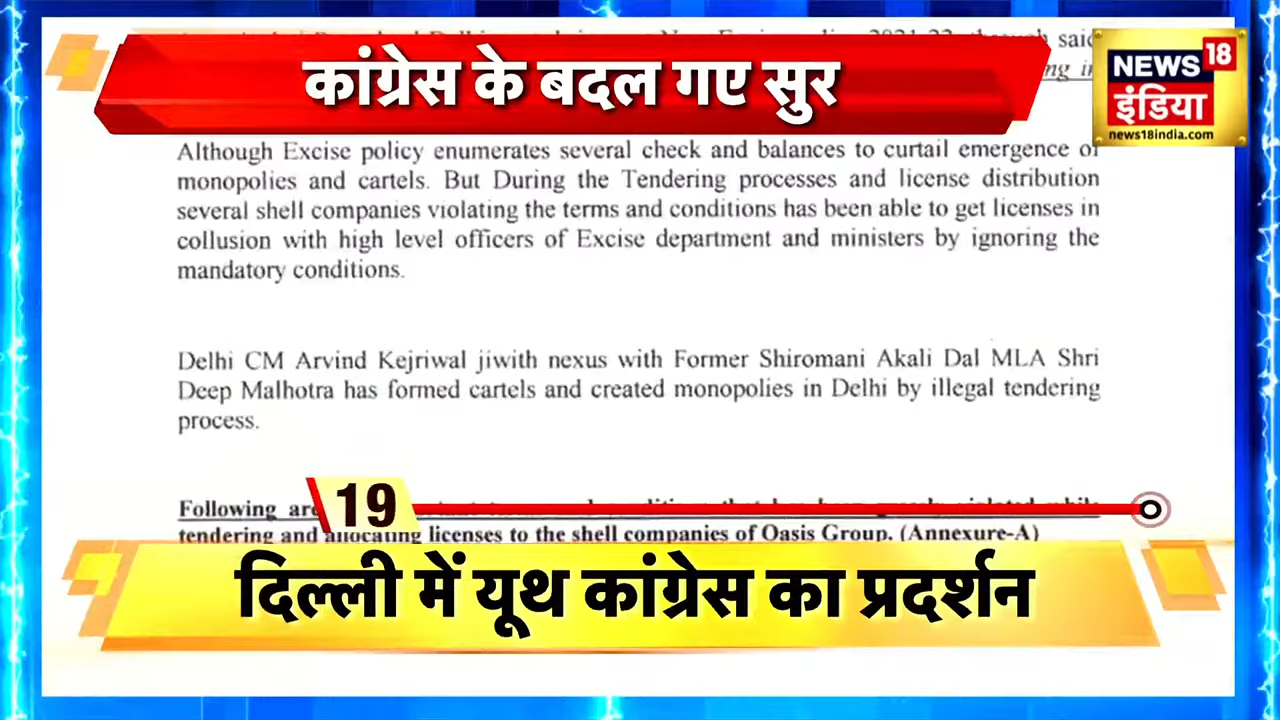 कांग्रेस के बदल गए सुर
NEWS 18
इंडिया
news18india.com
Although Excise policy enumerates several check and balances to curtail emergence of
monopolies and cartels. But During the Tendering processes and license distribution
several shell companies violating the terms and conditions has been able to get licenses in
collusion with high level officers of Excise department and ministers by ignoring the
mandatory conditions.
Delhi CM Arvind Kejriwal jiwith nexus with Former Shiromani Akali Dal MLA Shri
Deep Malhotra has formed cartels and created monopolies in Delhi by illegal tendering
process.
Following are
19
tendering and allocating licenses to the shell companies of Oasis Group. (Annexure-A)
दिल्ली में यूथ कांग्रेस का प्रदर्शन